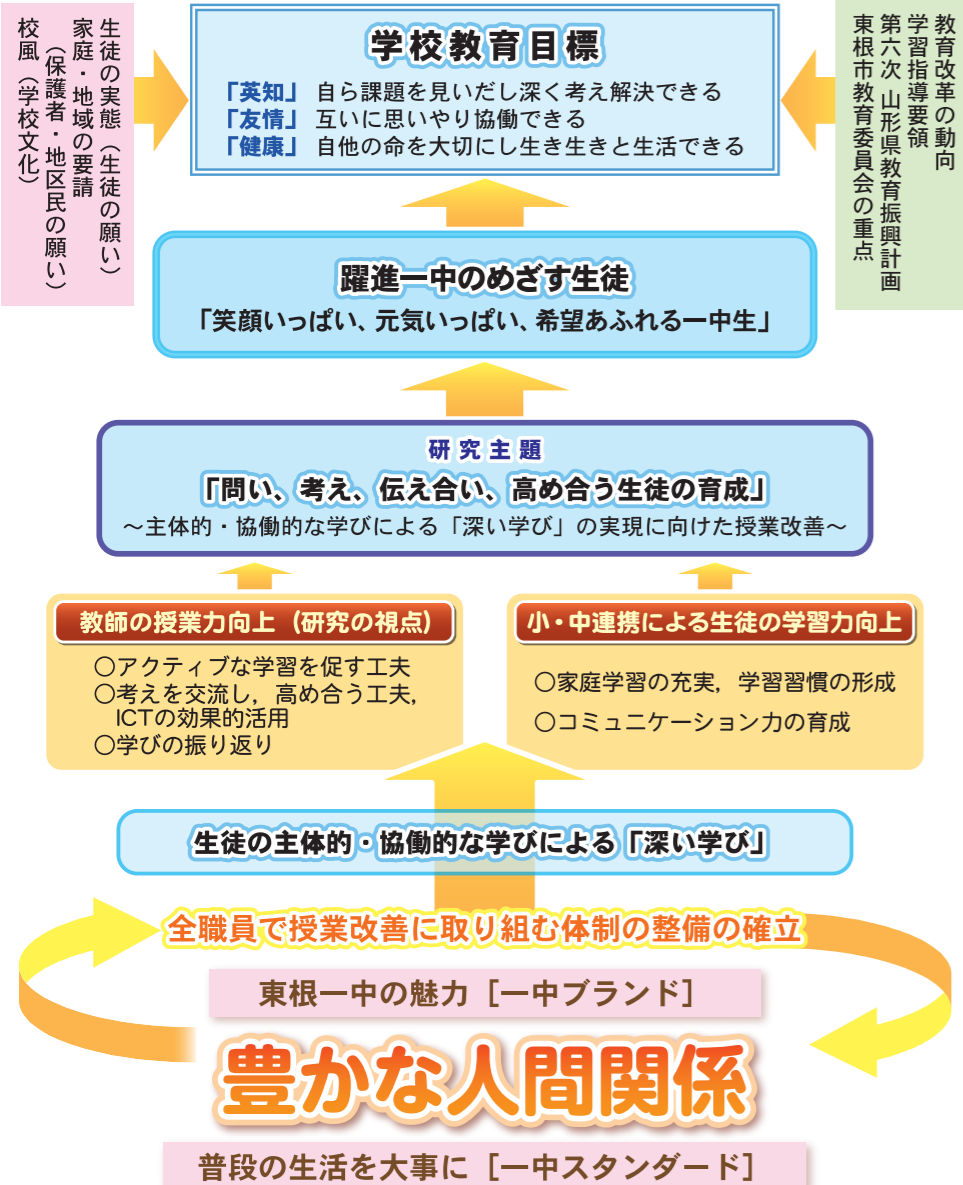 学校教育目標
「英知」 自ら課題を見いだし深く考え解決できる
「友情」 互いに思いやり協働できる
「健康」 自他の命を大切にし生き生きと生活できる
生徒の実態（生徒の願い）
家庭・地域の要請
（保護者・地区民の願い）
校風（学校文化）
教育改革の動向
学習指導要領
第六次 山形県教育振興計画
東根市教育委員会の重点
躍進一中のめざす生徒
「笑顔いっぱい、元気いっぱい、希望あふれる一中生」
研究主題
「問い、考え、伝え合い、高め合う生徒の育成」
～主体的・協働的な学びによる「深い学び」の実現に向けた授業改善～
教師の授業力向上（研究の視点）
○アクティブな学習を促す工夫
○考えを交流し，高め合う工夫，
ICTの効果的活用
○学びの振り返り
小・中連携による生徒の学習力向上
○家庭学習の充実，学習習慣の形成
○コミュニケーション力の育成
生徒の主体的・協働的な学びによる「深い学び」
全職員で授業改善に取り組む体制の整備の確立
東根一中の魅力［一中ブランド］
豊かな人間関係
普段の生活を大事に［一中スタンダード］